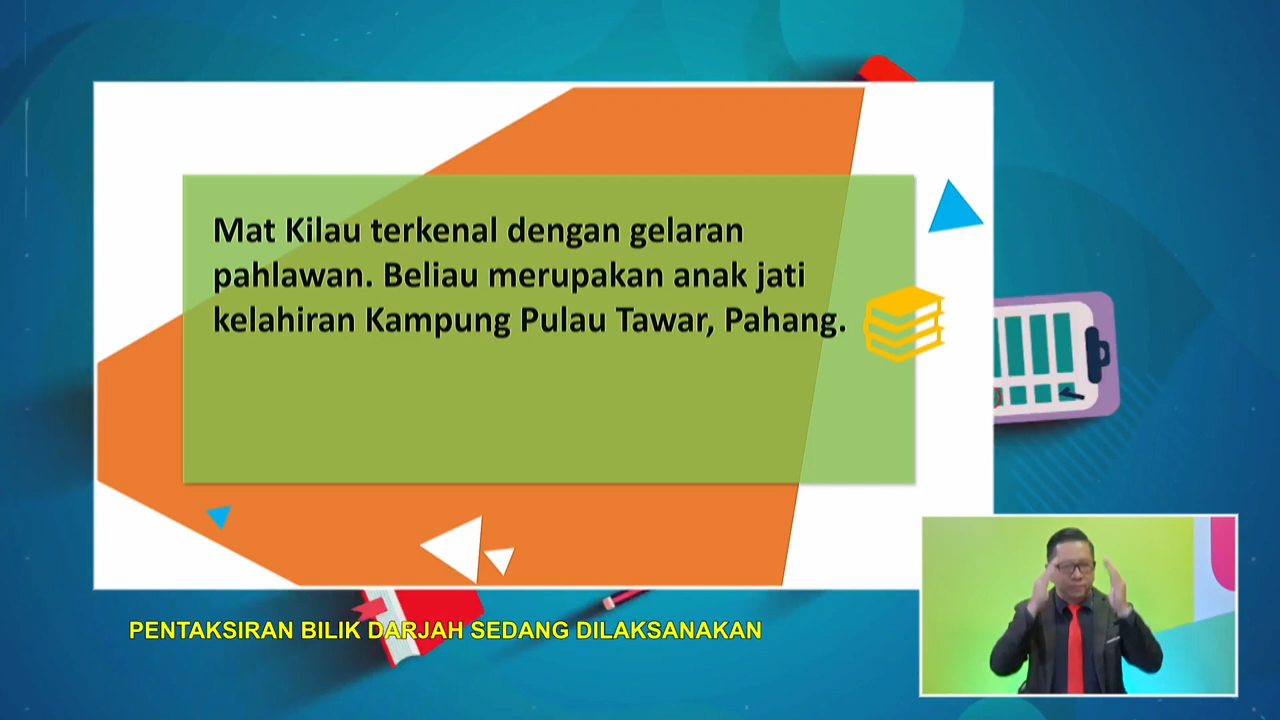 Mat Kilau terkenal dengan gelaran
pahlawan. Beliau merupakan anak jati
kelahiran Kampung Pulau Tawar, Pahang.
PENTAKSIRAN BILIK DARJAH SEDANG DILAKSANAKAN